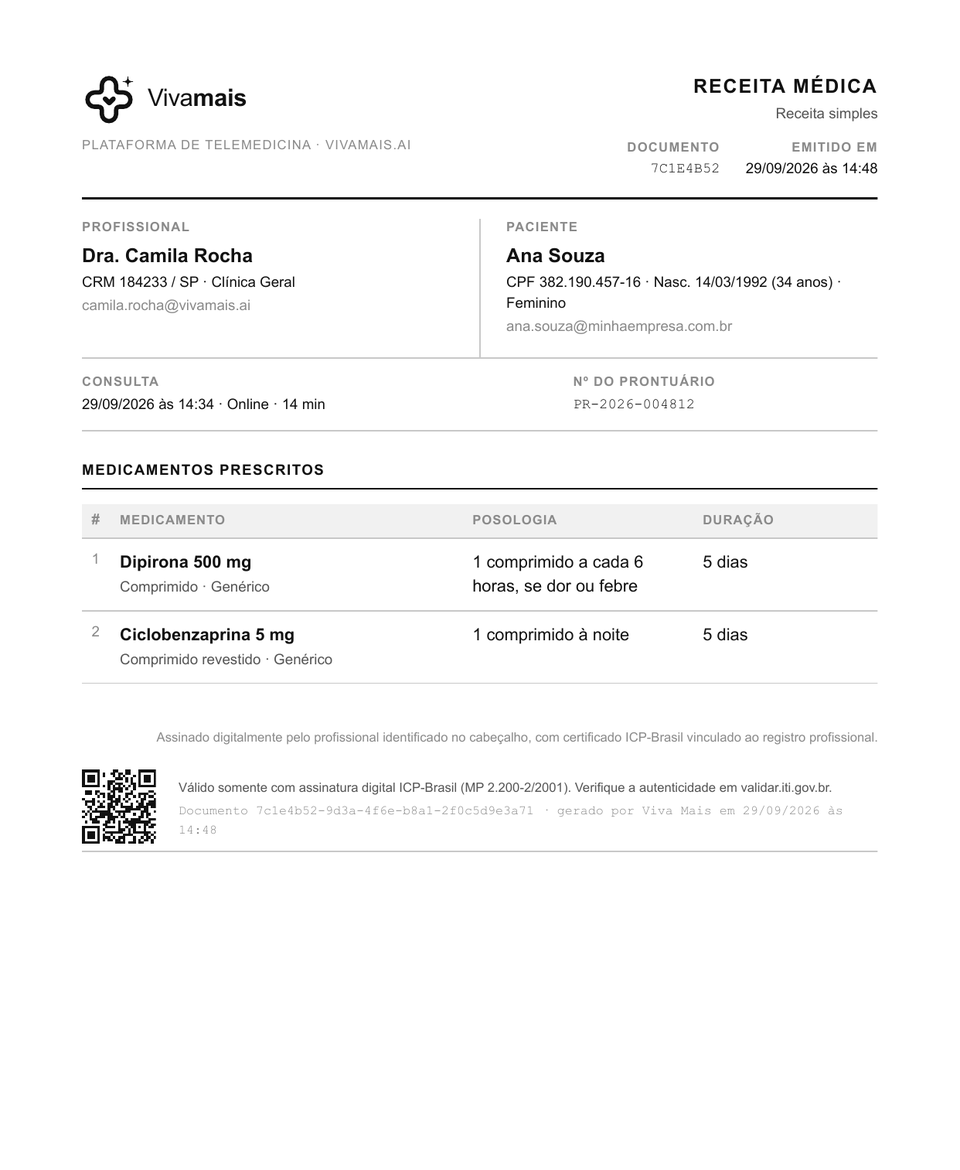 Vivamais
PLATAFORMA DE TELEMEDICINA · VIVAMAIS.AI
RECEITA MÉDICA
Receita simples
DOCUMENTO
7C1E4B52
EMITIDO EM
29/09/2026 às 14:48
PROFISSIONAL
Dra. Camila Rocha
CRM 184233 / SP · Clínica Geral
camila.rocha@vivamais.ai
PACIENTE
Ana Souza
CPF 382.190.457-16 · Nasc. 14/03/1992 (34 anos) ·
Feminino
ana.souza@minhaempresa.com.br
CONSULTA
29/09/2026 às 14:34 · Online · 14 min
Nº DO PRONTUÁRIO
PR-2026-004812
MEDICAMENTOS PRESCRITOS
# MEDICAMENTO POSOLOGIA DURAÇÃO
1 Dipirona 500 mg 1 comprimido a cada 6 5 dias
Comprimido · Genérico horas, se dor ou febre
2 Ciclobenzaprina 5 mg 1 comprimido à noite 5 dias
Comprimido revestido · Genérico
Assinado digitalmente pelo profissional identificado no cabeçalho, com certificado ICP-Brasil vinculado ao registro profissional.
Válido somente com assinatura digital ICP-Brasil (MP 2.200-2/2001). Verifique a autenticidade em validar.iti.gov.br.
Documento 7c1e4b52-9d3a-4f6e-b8a1-2f0c5d9e3a71 · gerado por Viva Mais em 29/09/2026 às
14:48